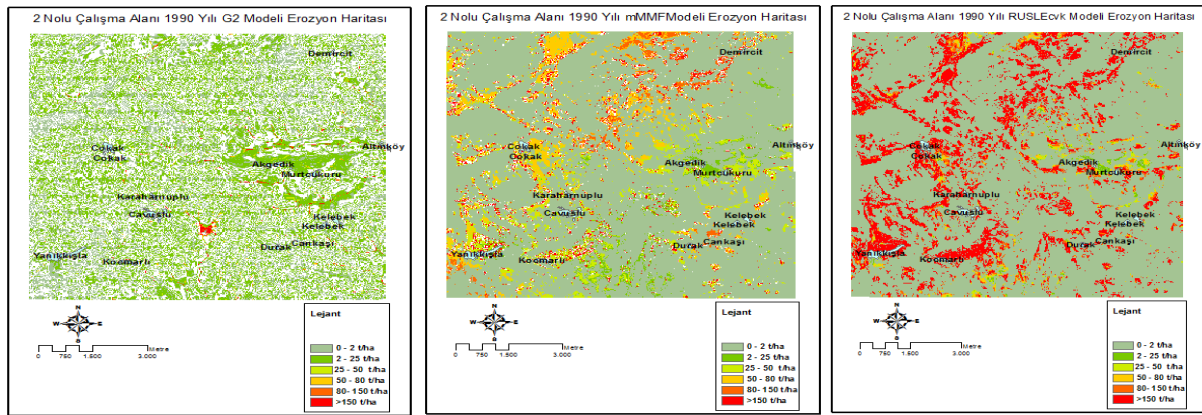 2 Nolu Çalışma Alanı 1990 Yılı G2 Modeli Erozyon Haritası
Demircit
Cokak
Cokak
Altınköy
Akgedik
Murtcukuru
Karahamuplu
Cavuslu
Kelebek
Kelebek
Durak
Cankaşı
Yanıkkışla
Kocmarlı
N
W
E
S
0
750
1.500
3.000
Metre
Lejant
0 - 2 t/ha
2 - 25 t/ha
25 - 50 t/ha
50 - 80 t/ha
80 - 150 t/ha
>150 t/ha
2 Nolu Çalışma Alanı 1990 Yılı mMMFModeli Erozyon Haritası
Demircit
Cokak
Cokak
Altınköy
Akgedik
Murtcukuru
Karahamuplu
Cavuslu
Kelebek
Kelebek
Durak
Cankaşı
Yanıkkışla
Kocmarlı
N
W
E
S
0
750
1.500
3.000
Metre
Lejant
0 - 2 t/ha
2 - 25 t/ha
25 - 50 t/ha
50 - 80 t/ha
80- 150 t/ha
>150 t/ha
2 Nolu Çalışma Alanı 1990 Yılı RUSLEcvk Modeli Erozyon Haritası
Demircit
Cokak
Cokak
Altınköy
Akgedik
Murtcukuru
Karahamuplu
Cavuslu
Kelebek
Kelebek
Durak
Cankaşı
Yanıkkışla
Kocmarlı
N
W
E
S
0
750
1.500
3.000
Metre
Lejant
0 - 2 t/ha
2 - 25 t/ha
25 - 50 t/ha
50 - 80 t/ha
80 - 150 t/ha
>150 t/ha